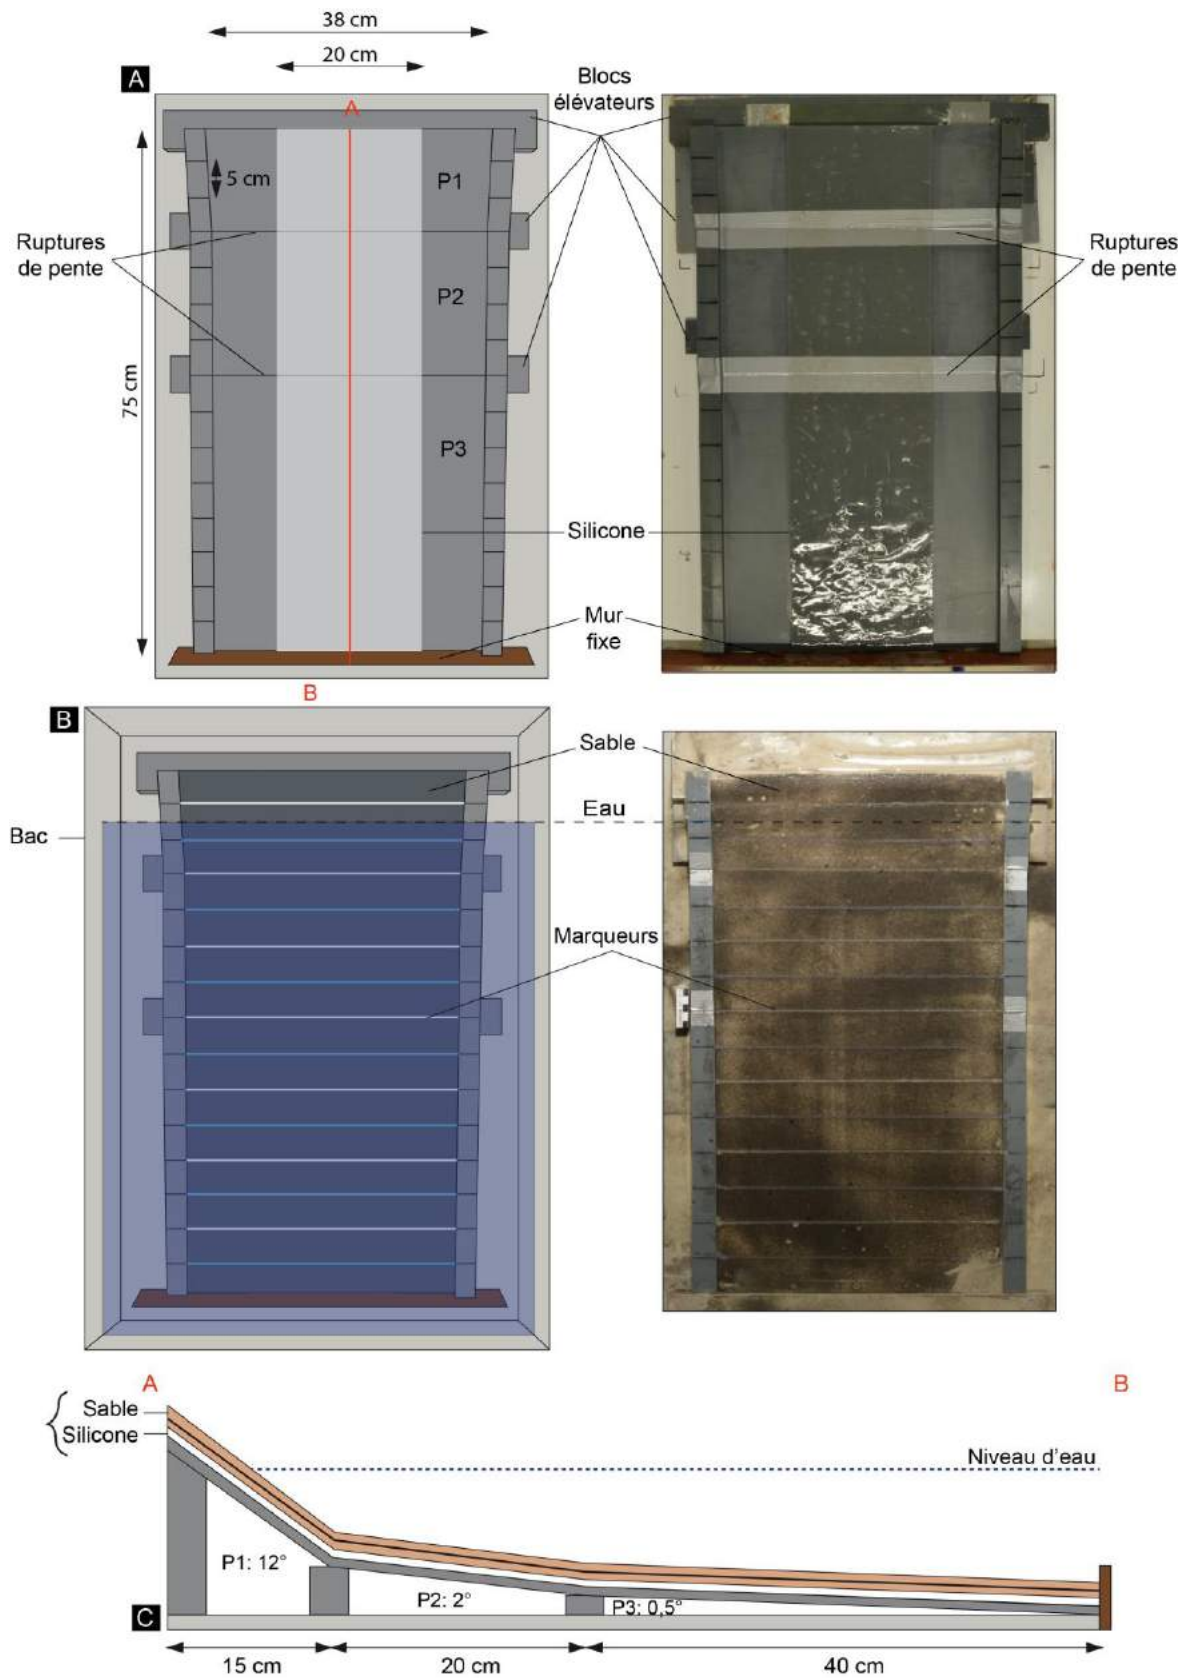 38 cm
20 cm
A
A
Blocs
élévateurs
5 cm
P1
Ruptures
de pente
Ruptures
de pente
P2
75 cm
P3
Silicone
Mur
fixe
B
B
Sable
Eau
Bac
Marqueurs
A
B
Sable
Silicone
Niveau d'eau
P1: 12°
P2: 2°
P3: 0,5°
C
15 cm
20 cm
40 cm